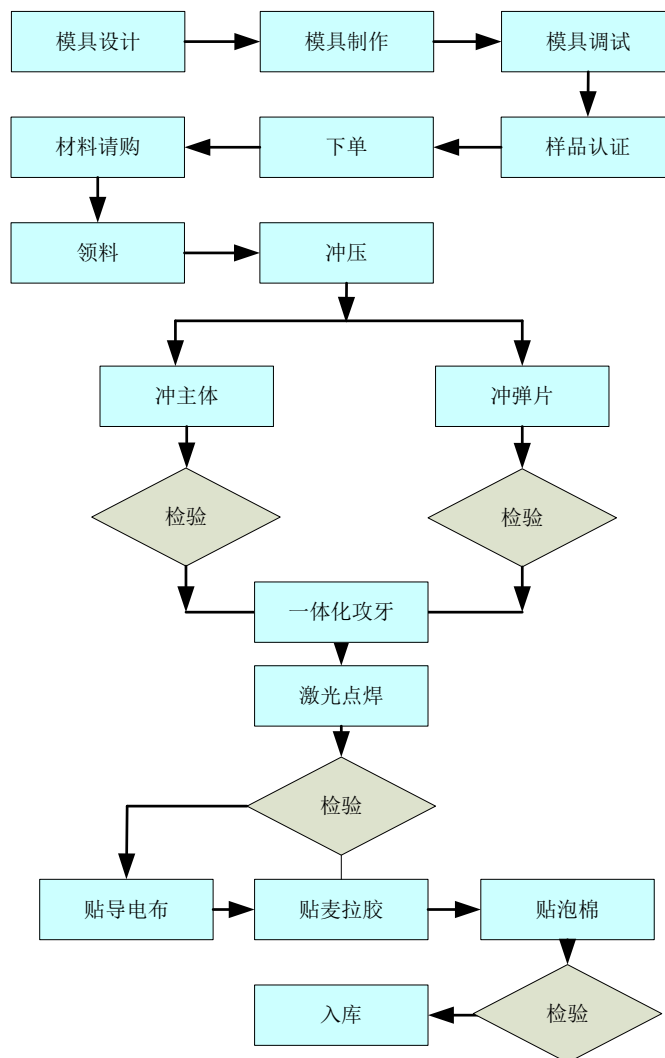 模具设计
模具制作
模具调试
材料请购
下单
样品认证
领料
冲压
冲主体
冲弹片
检验
检验
一体化攻牙
激光点焊
检验
贴导电布
贴麦拉胶
贴泡棉
入库
检验